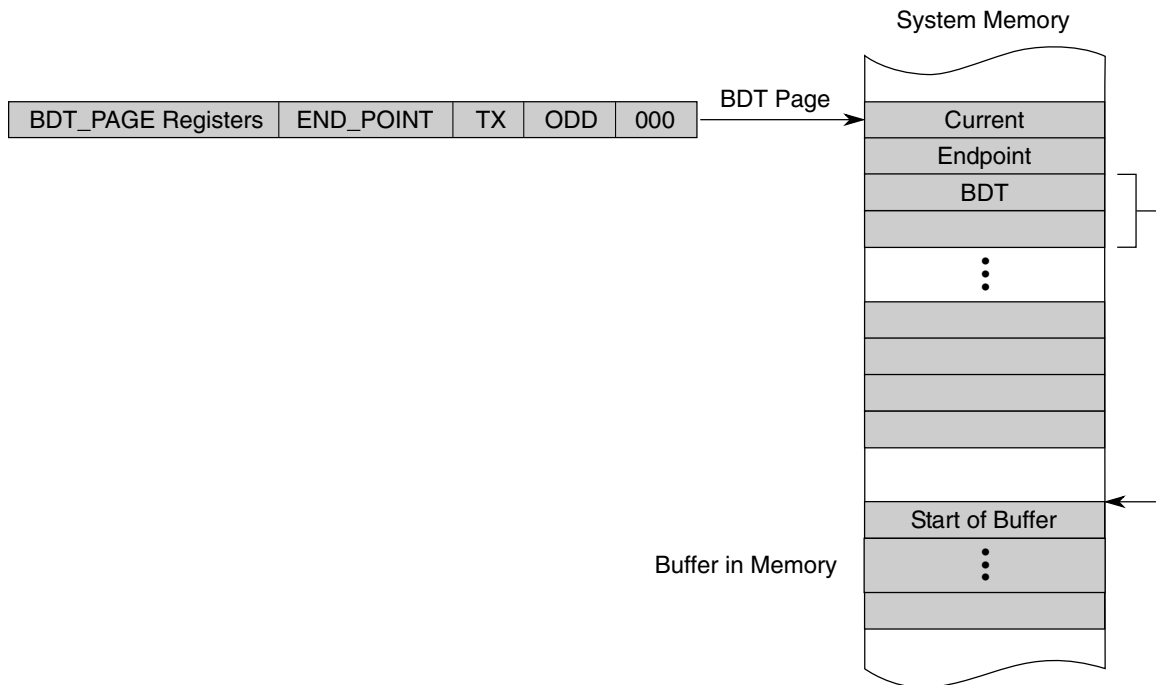 System Memory
BDT_PAGE Registers END_POINT TX ODD 000
BDT Page
Current
Endpoint
BDT
Start of Buffer
Buffer in Memory